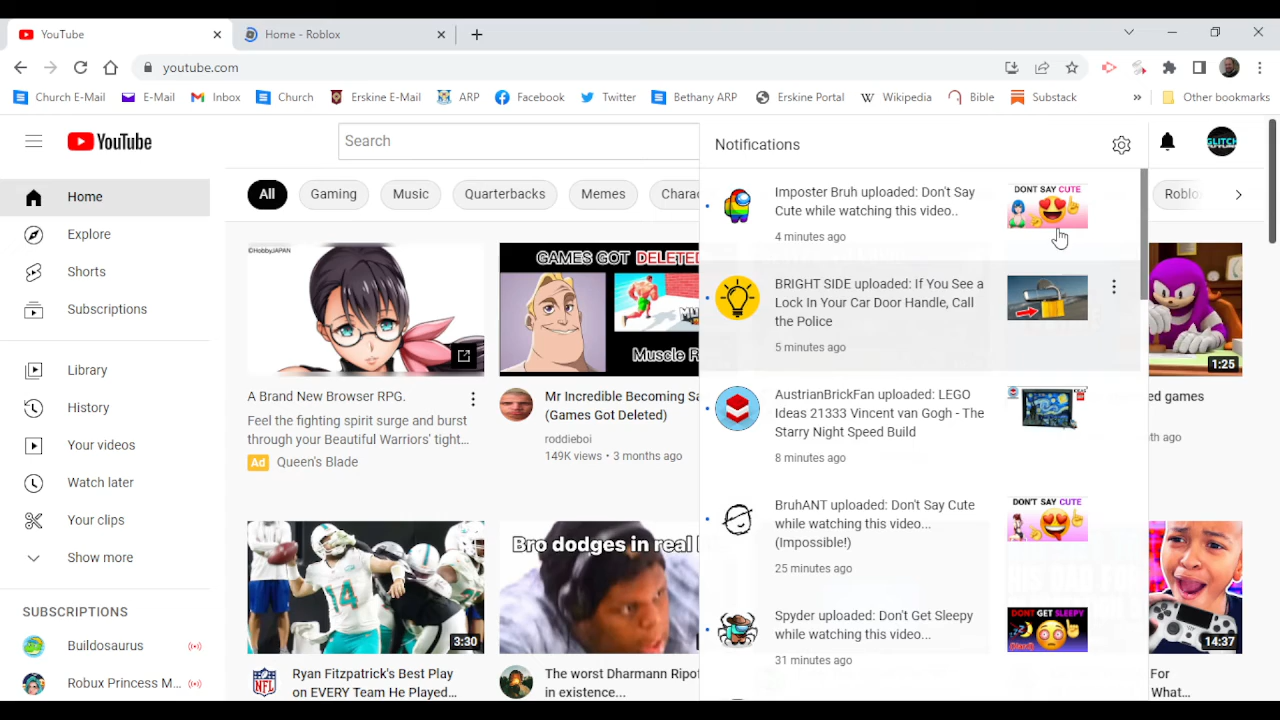 YouTube
Home - Roblox
youtube.com
Church E-Mail
E-Mail
Inbox
Church
Erskine E-Mail
ARP
Facebook
Twitter
Bethany ARP
Erskine Portal
Wikipedia
Bible
Substack
Other bookmarks
YouTube
Search
Notifications
GLITCH
Home
Explore
Shorts
Subscriptions
Library
History
Your videos
Watch later
Your clips
Show more
SUBSCRIPTIONS
Buildosaurus
Robux Princess M...
All
Gaming
Music
Quarterbacks
Memes
Charac
Roblo
©HobbyJAPAN
A Brand New Browser RPG.
Feel the fighting spirit surge and burst
through your Beautiful Warriors' tight...
Ad Queen's Blade
GAMES GOT DELETED
Muscle R
Mr Incredible Becoming Sa
(Games Got Deleted)
roddieboi
149K views • 3 months ago
14
3:30
NFL
Ryan Fitzpatrick's Best Play
on EVERY Team He Played...
Bro dodges in real l
The worst Dharmann Ripof
in existence...
Imposter Bruh uploaded: Don't Say
Cute while watching this video..
4 minutes ago
DON'T SAY CUTE
BRIGHT SIDE uploaded: If You See a
Lock In Your Car Door Handle, Call
the Police
5 minutes ago
AustrianBrickFan uploaded: LEGO
Ideas 21333 Vincent van Gogh - The
Starry Night Speed Build
8 minutes ago
BruhANT uploaded: Don't Say Cute
while watching this video...
(Impossible!)
25 minutes ago
DON'T SAY CUTE
Spyder uploaded: Don't Get Sleepy
while watching this video...
31 minutes ago
DONT GET SLEEPY
(Hard)
1:25
ed games
th ago
14:37
For
What...